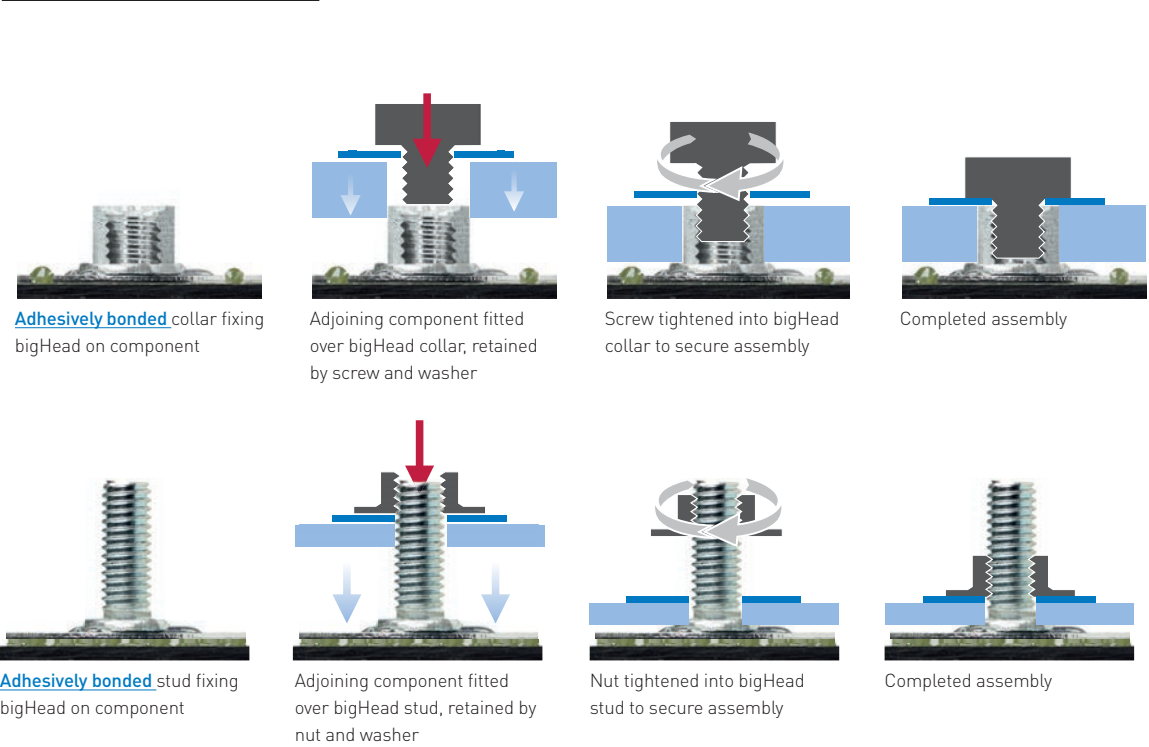 Adhesively bonded collar fixing
bigHead on component
Adjoining component fitted
over bigHead collar, retained
by screw and washer
Screw tightened into bigHead
collar to secure assembly
Completed assembly
Adhesively bonded stud fixing
bigHead on component
Adjoining component fitted
over bigHead stud, retained by
nut and washer
Nut tightened into bigHead
stud to secure assembly
Completed assembly